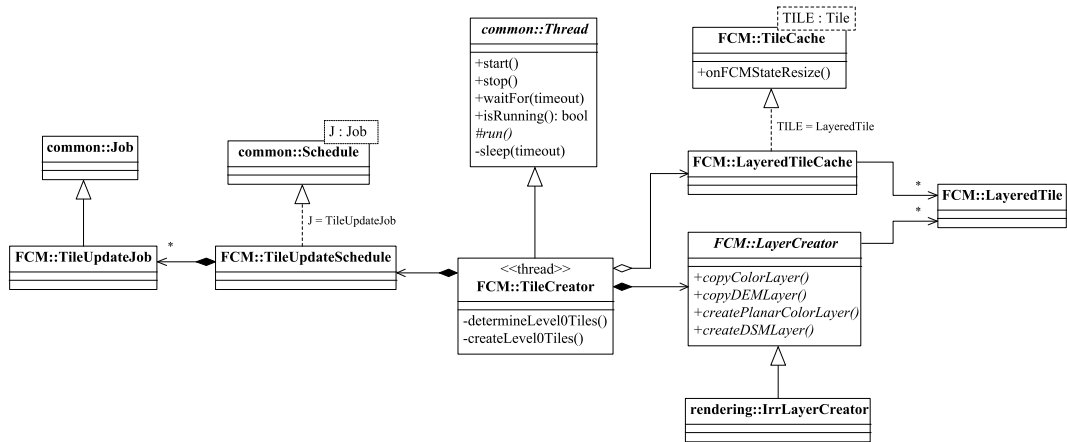 TILE : Tile
FCM::TileCache
+onFCMStateResize()
common::Thread
+start()
+stop()
+waitFor(timeout)
+isRunning(): bool
#run()
-sleep(timeout)
TILE = LayeredTile
J : Job
common::Job
common::Schedule
FCM::LayeredTileCache
*
FCM::LayeredTile
J = TileUpdateJob
*
FCM::TileUpdateJob
*
FCM::TileUpdateSchedule
<<thread>>
FCM::TileCreator
-determineLevel0Tiles()
-createLevel0Tiles()
FCM::LayerCreator
+copyColorLayer()
+copyDEMLayer()
+createPlanarColorLayer()
+createDSMLayer()
rendering::IrrLayerCreator